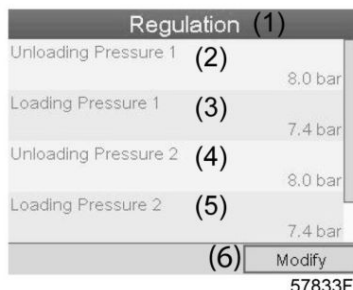 Regulation (1)
Unloading Pressure 1 (2)
8.0 bar
Loading Pressure 1 (3)
7.4 bar
Unloading Pressure 2 (4)
8.0 bar
Loading Pressure 2 (5)
7.4 bar
(6) Modify
57833F